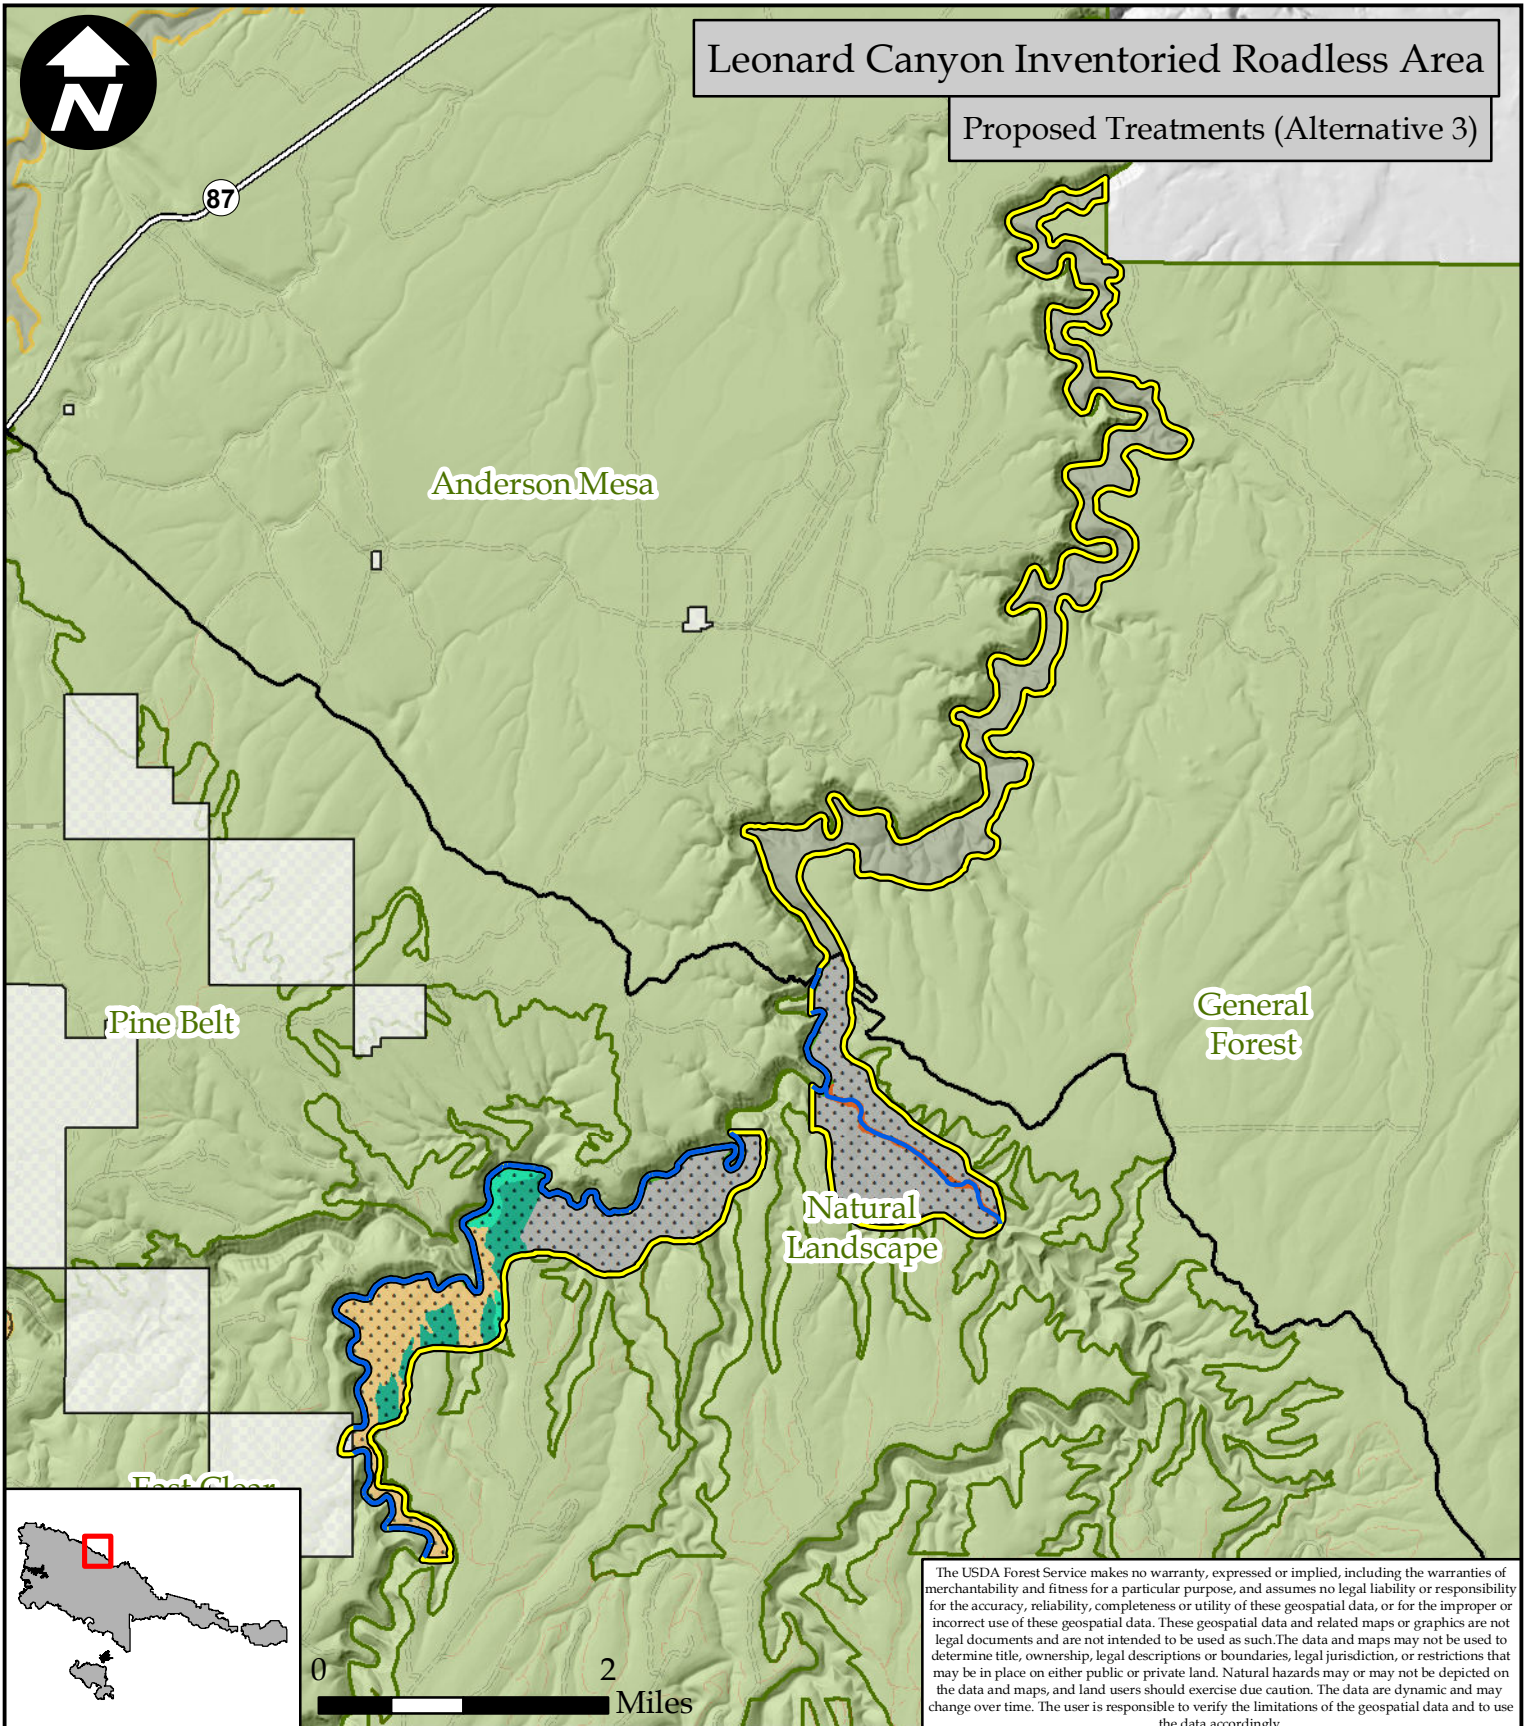 N
Leonard Canyon Inventoried Roadless Area
Proposed Treatments (Alternative 3)
87
Anderson Mesa
Pine Belt
General
Forest
Natural
Landscape
East Clear
0 2
Miles
The USDA Forest Service makes no warranty, expressed or implied, including the warranties of
merchantability and fitness for a particular purpose, and assumes no legal liability or responsibility
for the accuracy, reliability, completeness or utility of these geospatial data, or for the improper or
incorrect use of these geospatial data. These geospatial data and related maps or graphics are not
legal documents and are not intended to be used as such.The data and maps may not be used to
determine title, ownership, legal descriptions or boundaries, legal jurisdiction, or restrictions that
may be in place on either public or private land. Natural hazards may or may not be depicted on
the data and maps, and land users should exercise due caution. The data are dynamic and may
change over time. The user is responsible to verify the limitations of the geospatial data and to use
the data accordingly.